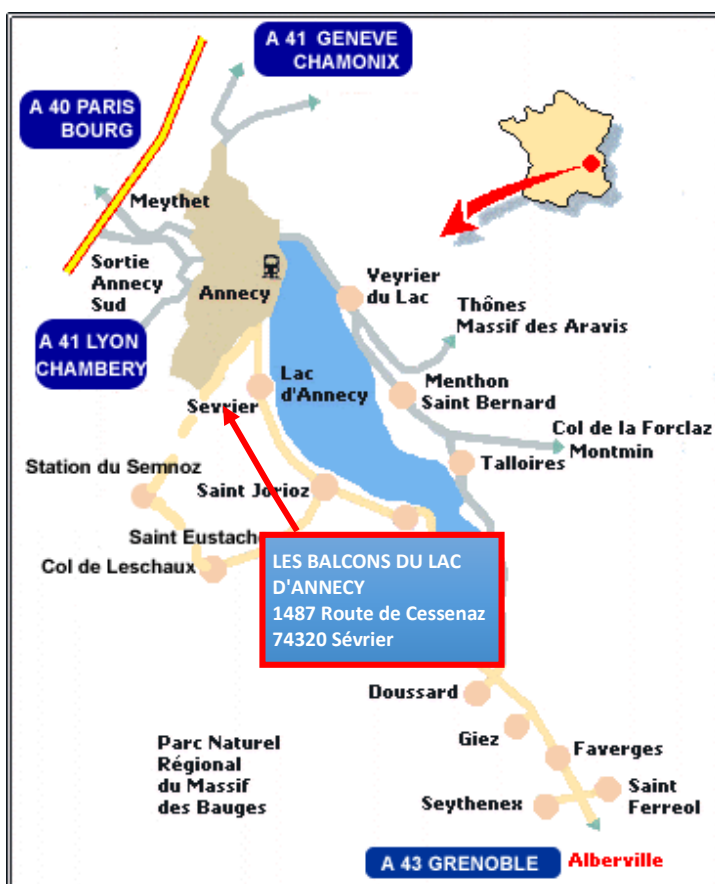 A 41 GENEVE
CHAMONIX
A 40 PARIS
BOURG
Meythet
Sortie
Annecy
Sud
Annecy
Veyrier
du Lac
Thônes
Massif des Aravis
A 41 LYON
CHAMBERY
Lac
d'Annecy
Menthon
Saint Bernard
Sevrier
Col de la Forclaz
Montmin
Talloires
Station du Semnoz
Saint Jorioz
Saint Eustache
Col de Leschaux
LES BALCONS DU LAC
D'ANNECY
1487 Route de Cessenaz
74320 Sévrier
Doussard
Giez
Faverges
Parc Naturel
Régional
du Massif
des Bauges
Seythenex
Saint
Ferreol
A 43 GRENOBLE
Alberville